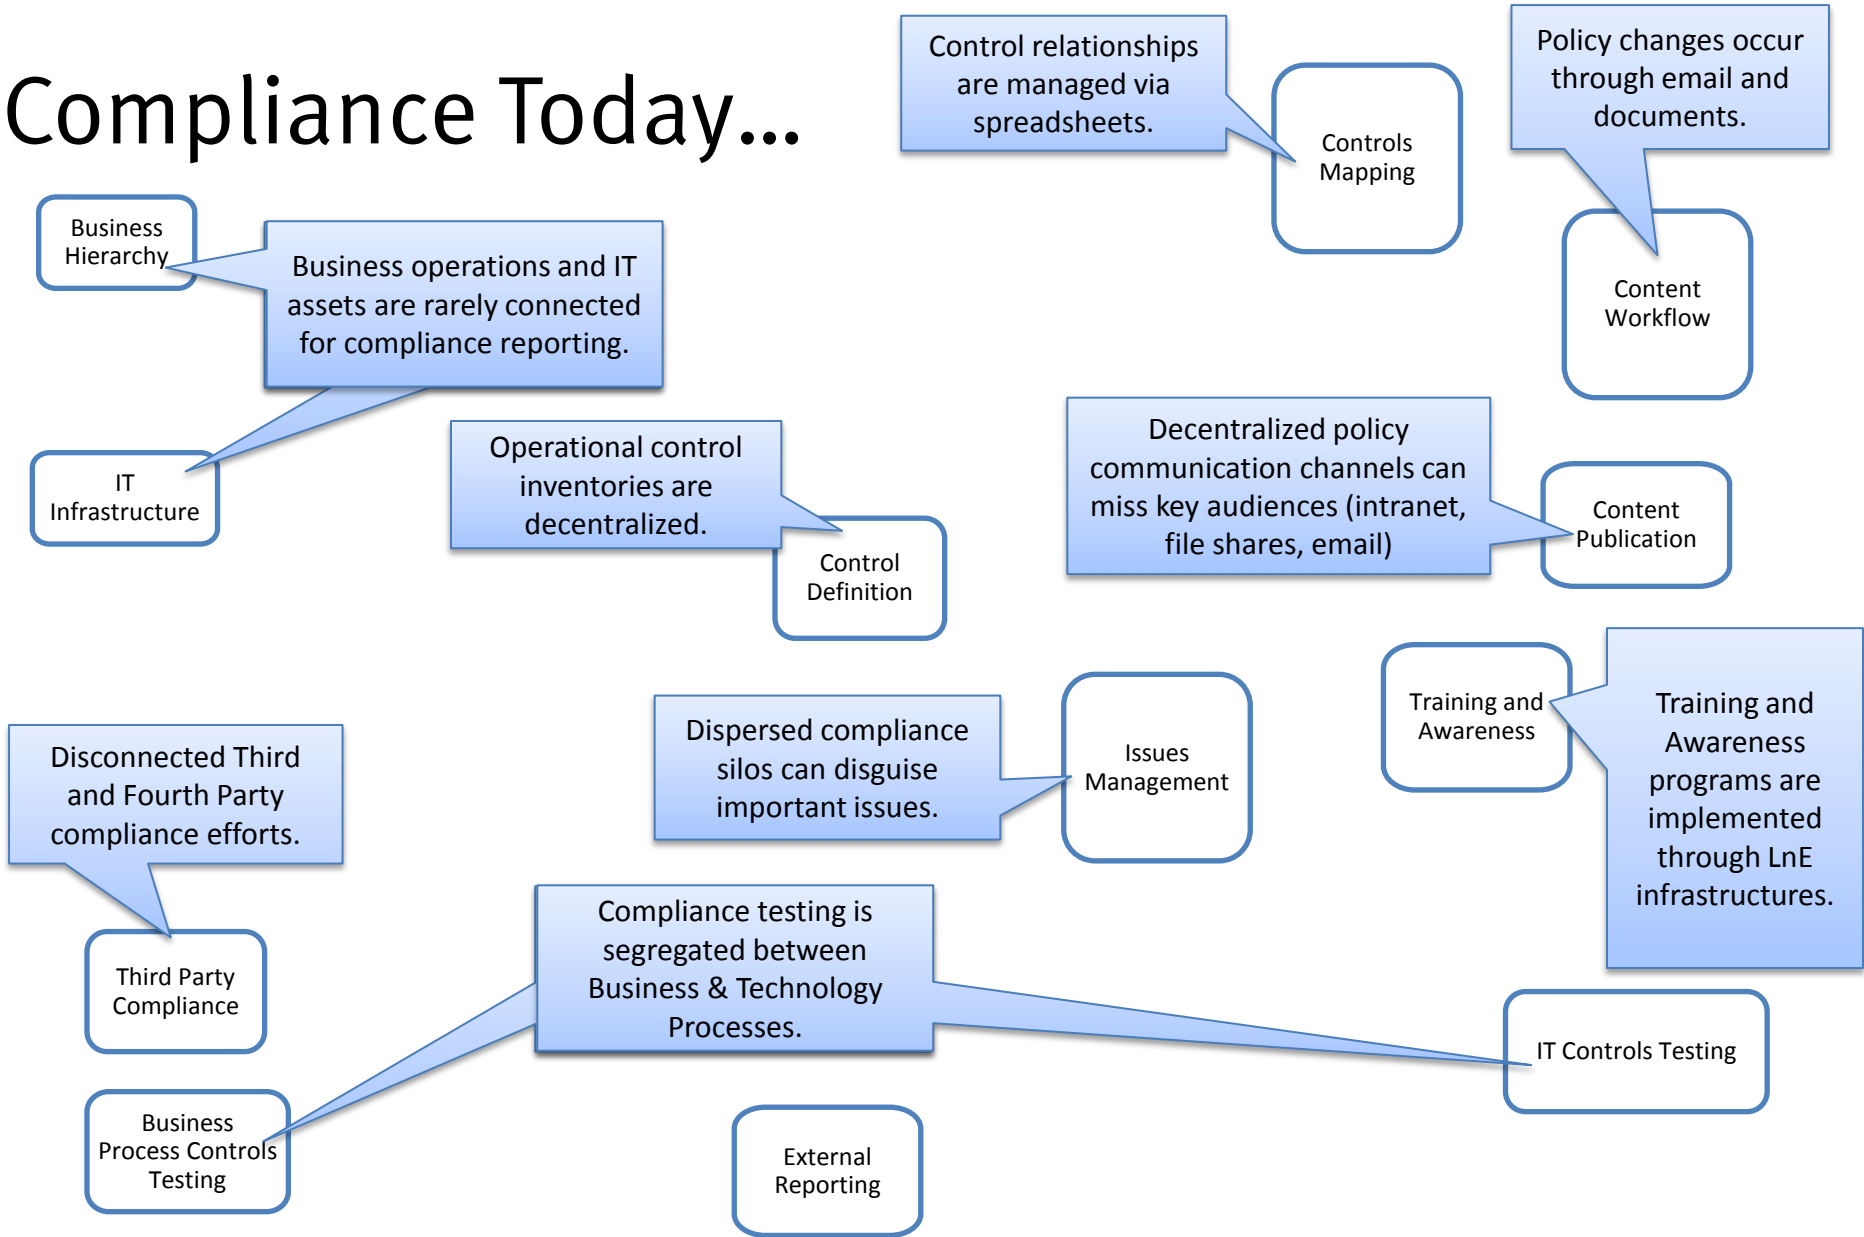 Compliance Today...
Control relationships
are managed via
spreadsheets.
Controls
Mapping
Policy changes occur
through email and
documents.
Content
Workflow
Business
Hierarchy
Business operations and IT
assets are rarely connected
for compliance reporting.
IT
Infrastructure
Operational control
inventories are
decentralized.
Control
Definition
Decentralized policy
communication channels can
miss key audiences (intranet,
file shares, email)
Content
Publication
Training and
Awareness
Training and
Awareness
programs are
implemented
through LnE
infrastructures.
Dispersed compliance
silos can disguise
important issues.
Issues
Management
Disconnected Third
and Fourth Party
compliance efforts.
Third Party
Compliance
Compliance testing is
segregated between
Business & Technology
Processes.
IT Controls Testing
Business
Process Controls
Testing
External
Reporting